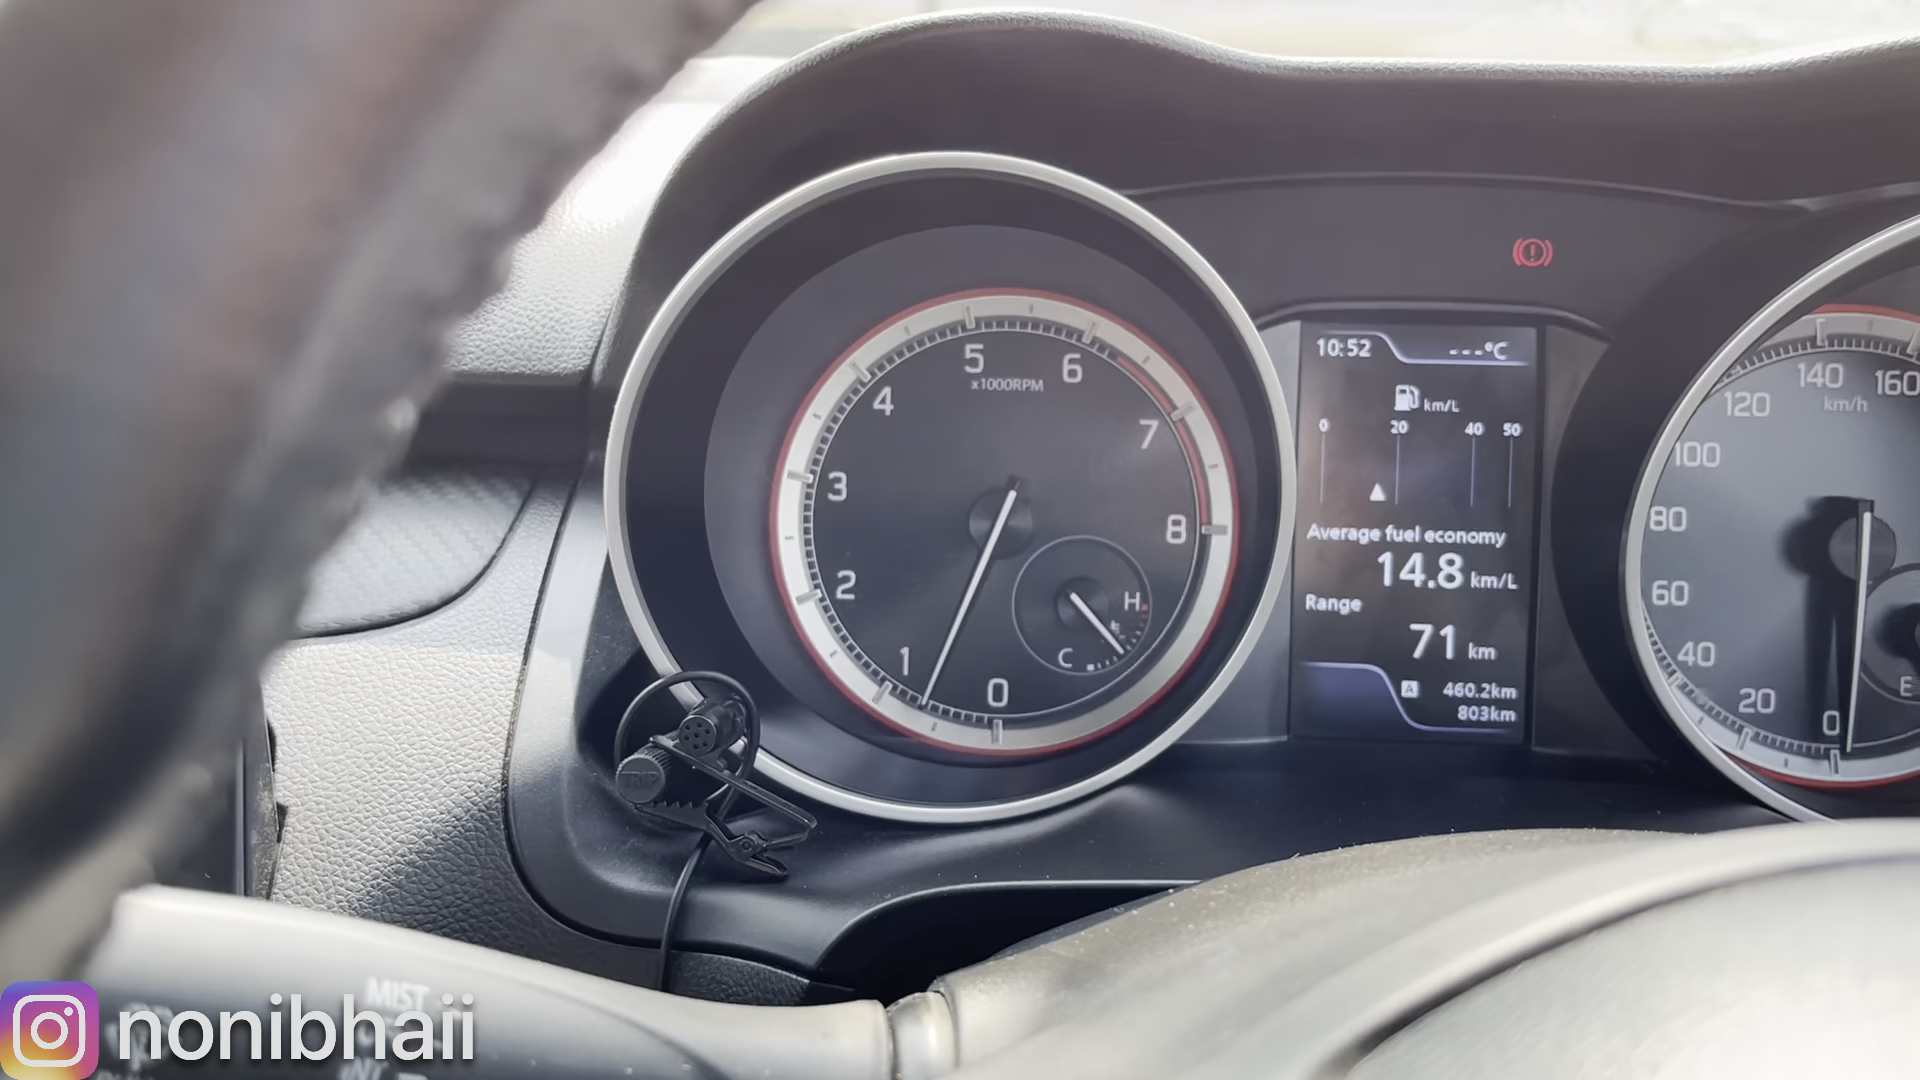 5
6
x1000RPM
4
7
3
8
2
1
0
H
C
10:52
---°C
km/L
0 20 40 50
Average fuel economy
14.8 km/L
Range
71 km
A 460.2km
803km
140
160
120
km/h
100
80
60
40
20
0
E
TRIP
MIST
INT
nonibhaii